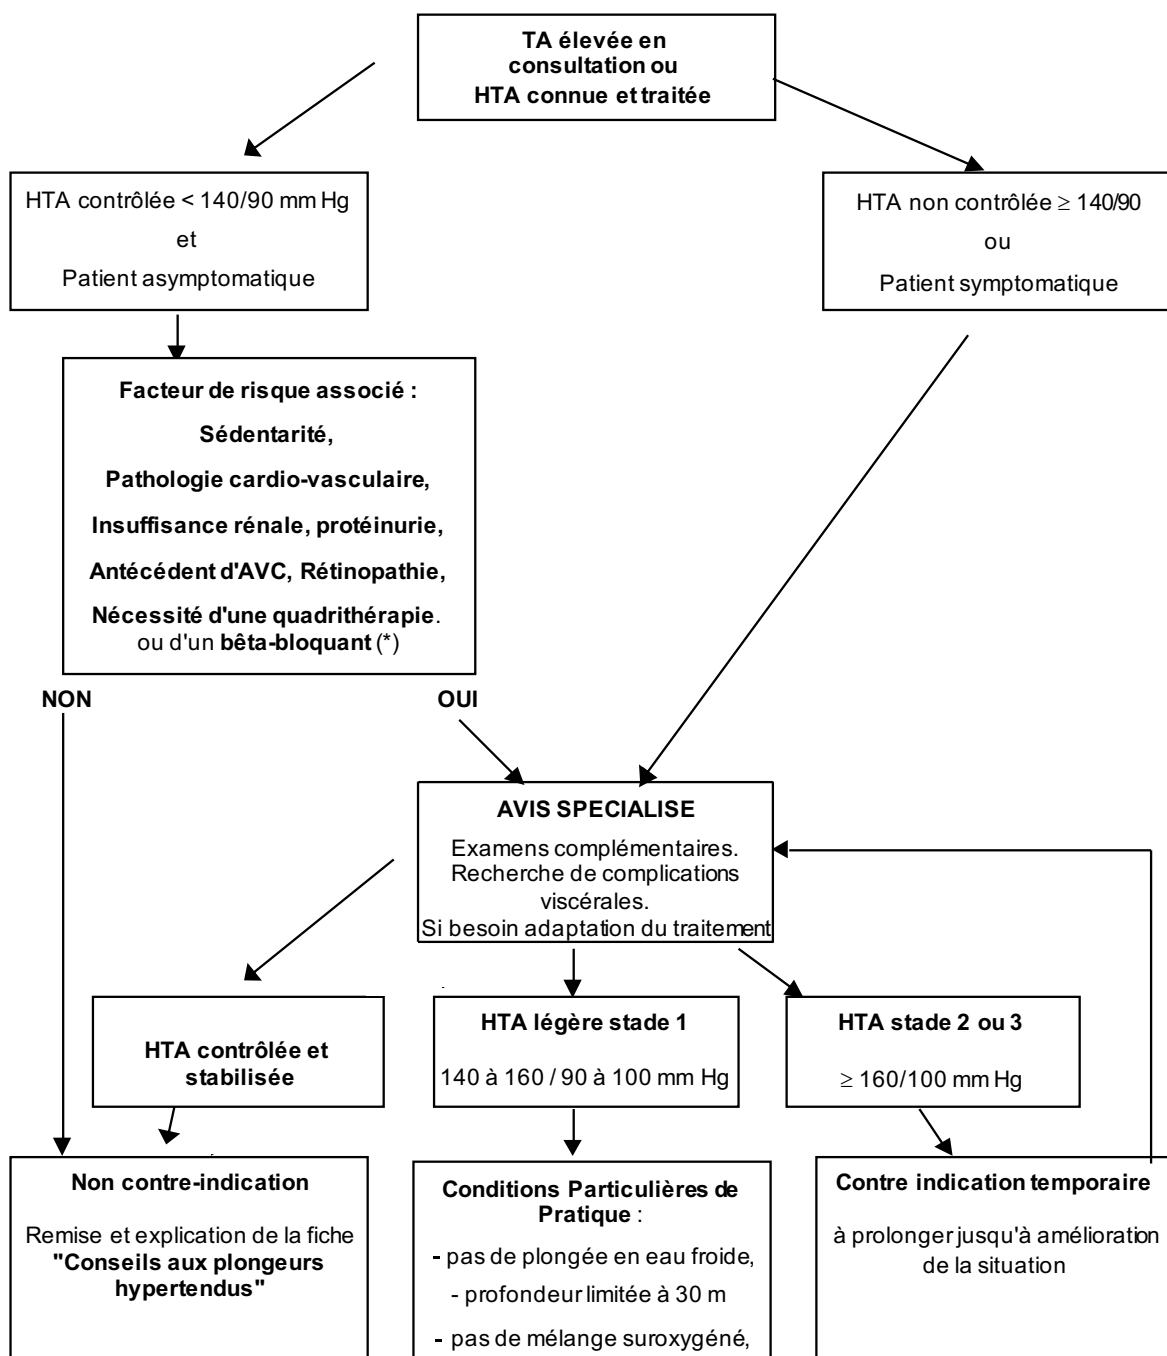 TA élevée en
consultation ou
HTA connue et traitée
HTA contrôlée < 140/90 mm Hg
et
Patient asymptomatique
HTA non contrôlée ≥ 140/90
ou
Patient symptomatique
Facteur de risque associé :
Sédentarité,
Pathologie cardio-vasculaire,
Insuffisance rénale, protéinurie,
Antécédent d'AVC, Rétinopathie,
Nécessité d'une quadrithérapie.
ou d'un bêta-bloquant (*)
NON
OUI
AVIS SPECIALISE
Examens complémentaires.
Recherche de complications
viscérales.
Si besoin adaptation du traitement
HTA contrôlée et
stabilisée
HTA légère stade 1
140 à 160 / 90 à 100 mm Hg
HTA stade 2 ou 3
≥ 160/100 mm Hg
Non contre-indication
Remise et explication de la fiche
"Conseils aux plongeurs
hypertendus"
Conditions Particulières de
Pratique :
- pas de plongée en eau froide,
- profondeur limitée à 30 m
- pas de mélange suroxygéné,
Contre indication temporaire
à prolonger jusqu'à amélioration
de la situation